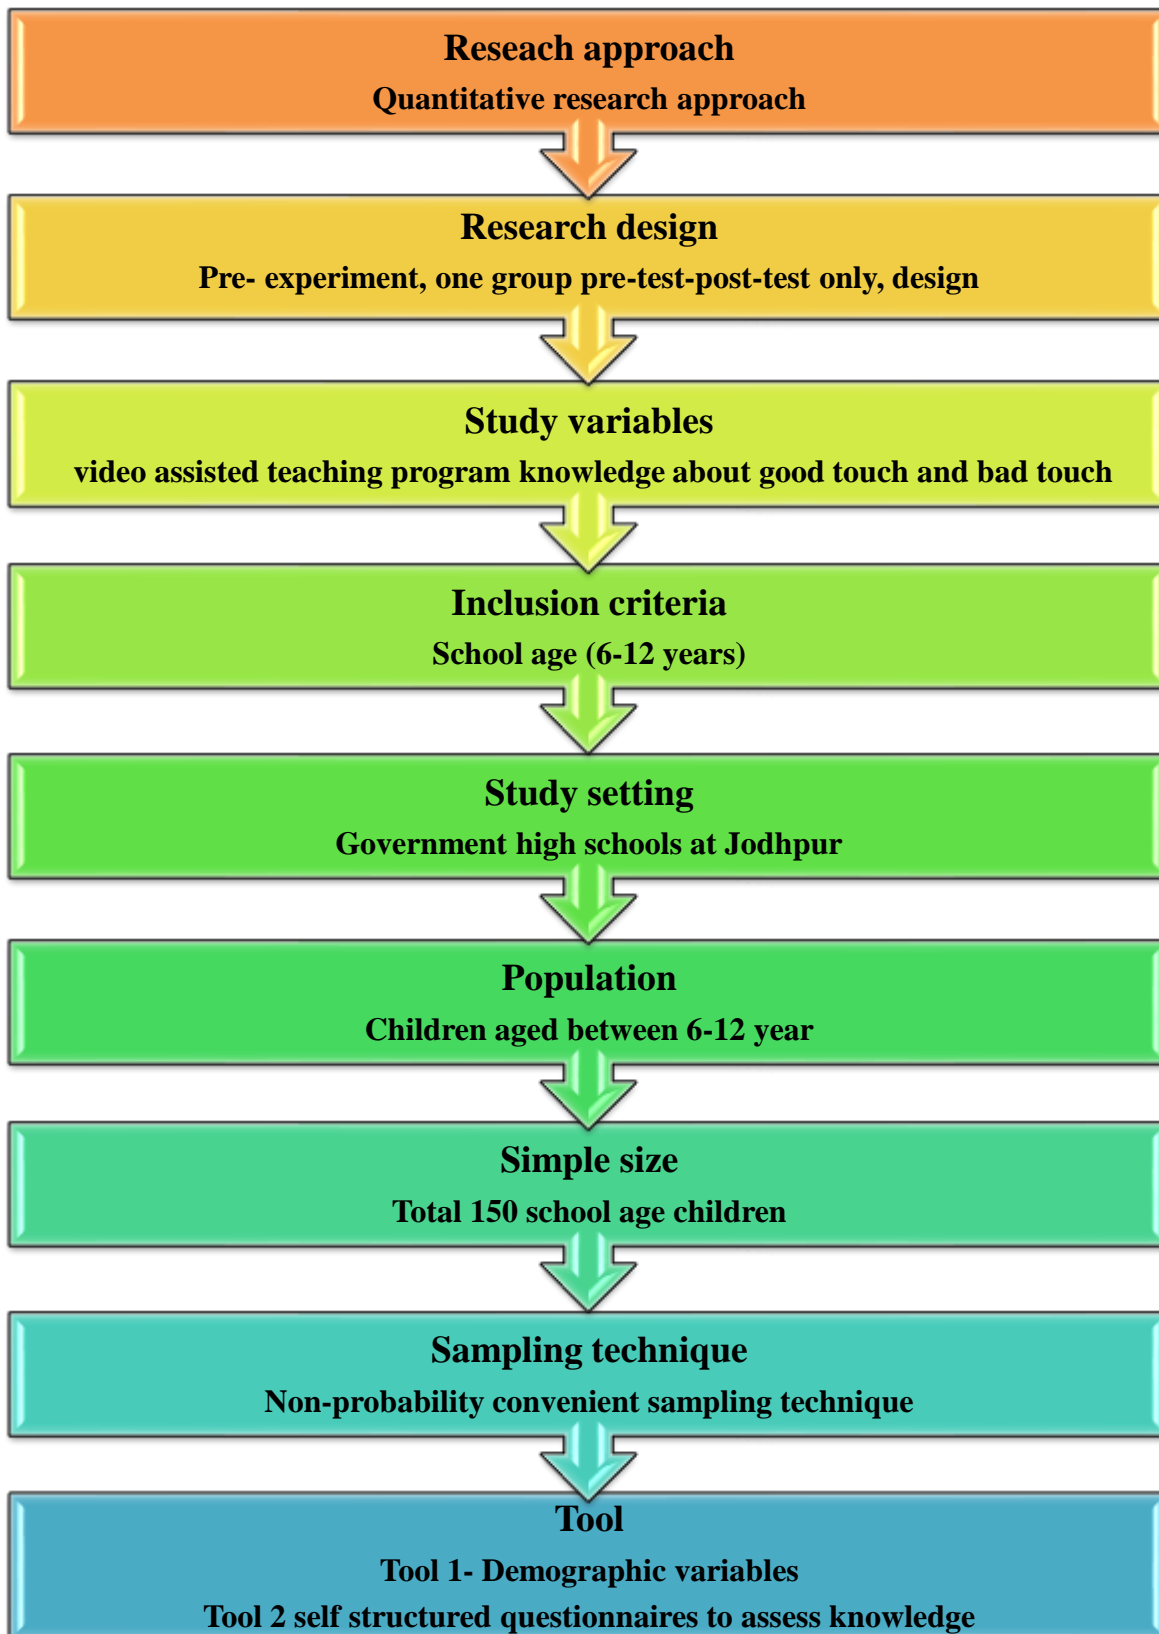 Reseach approach
Quantitative research approach
Research design
Pre- experiment, one group pre-test-post-test only, design
Study variables
video assisted teaching program knowledge about good touch and bad touch
Inclusion criteria
School age (6-12 years)
Study setting
Government high schools at Jodhpur
Population
Children aged between 6-12 year
Simple size
Total 150 school age children
Sampling technique
Non-probability convenient sampling technique
Tool
Tool 1- Demographic variables
Tool 2 self structured questionnaires to assess knowledge